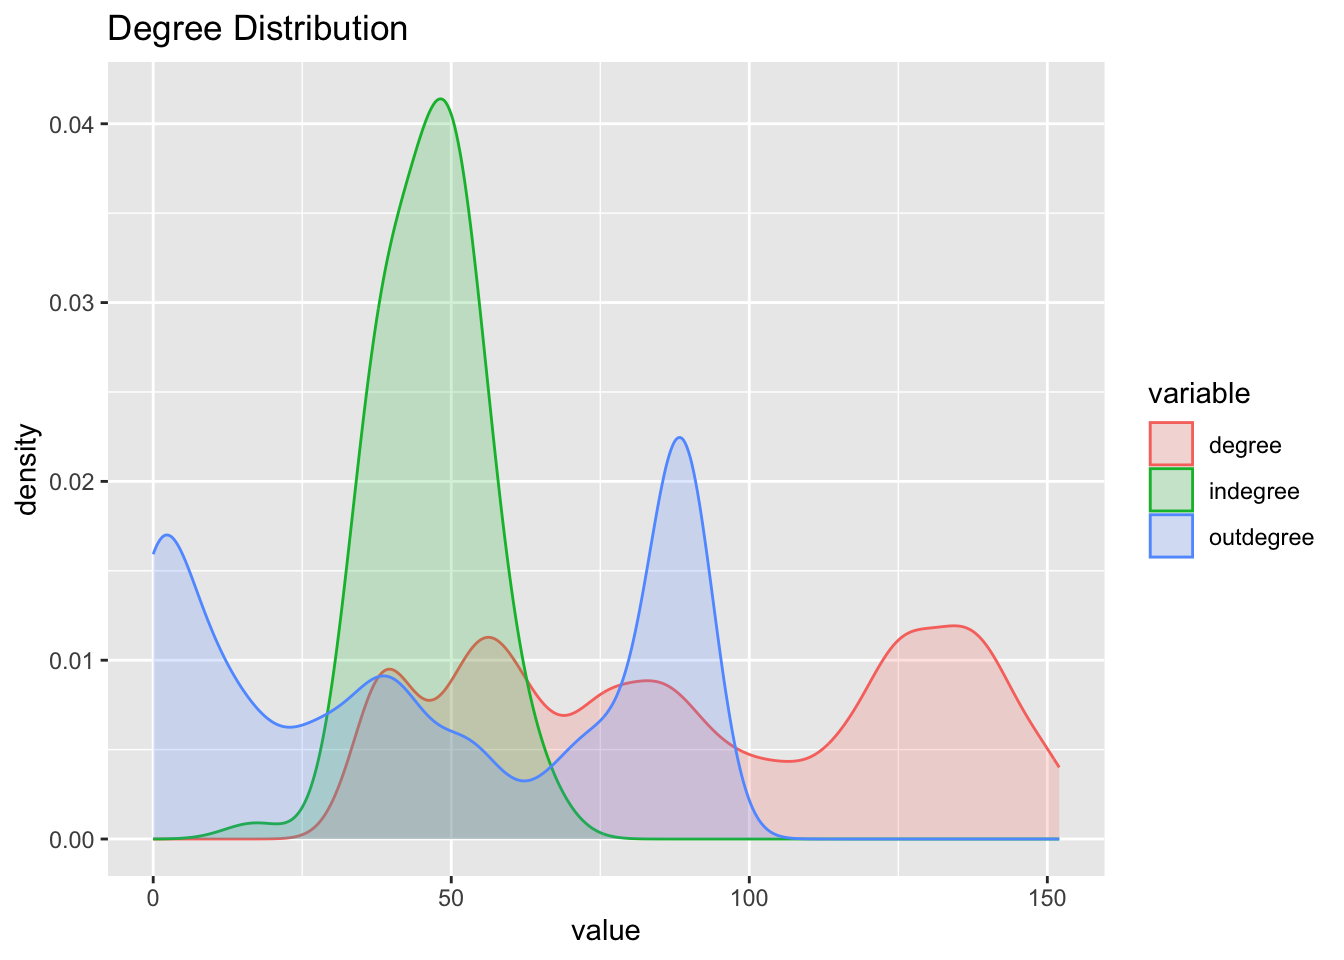 Degree Distribution
0.04
0.03
0.02
0.01
0.00
density
0
50
100
150
value
variable
degree
indegree
outdegree